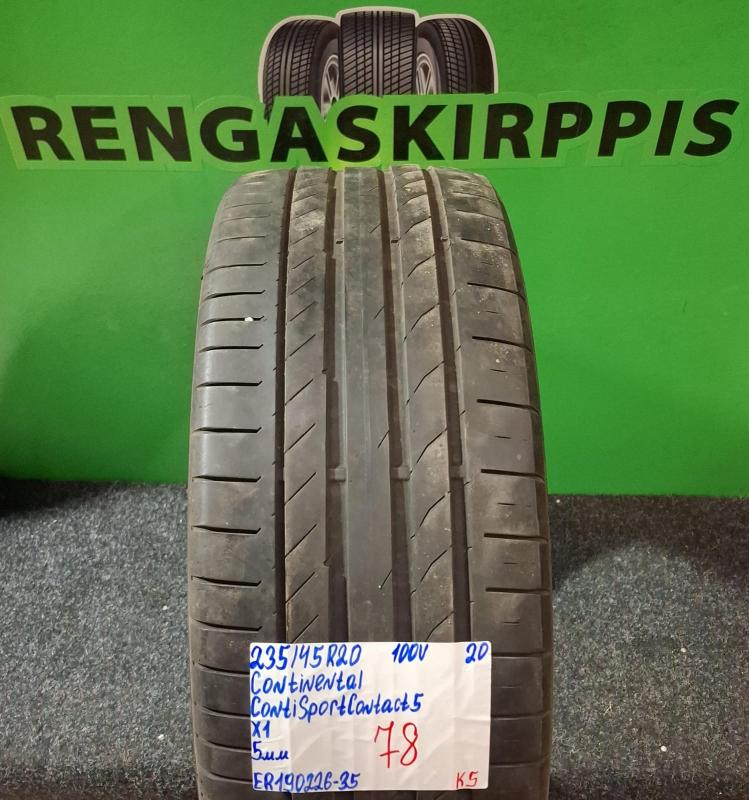 RENGASKIRPPIS
235/45R20 100V 20
Continental
ContiSportContact5
X1
5мм 78
ER190226-35 K5